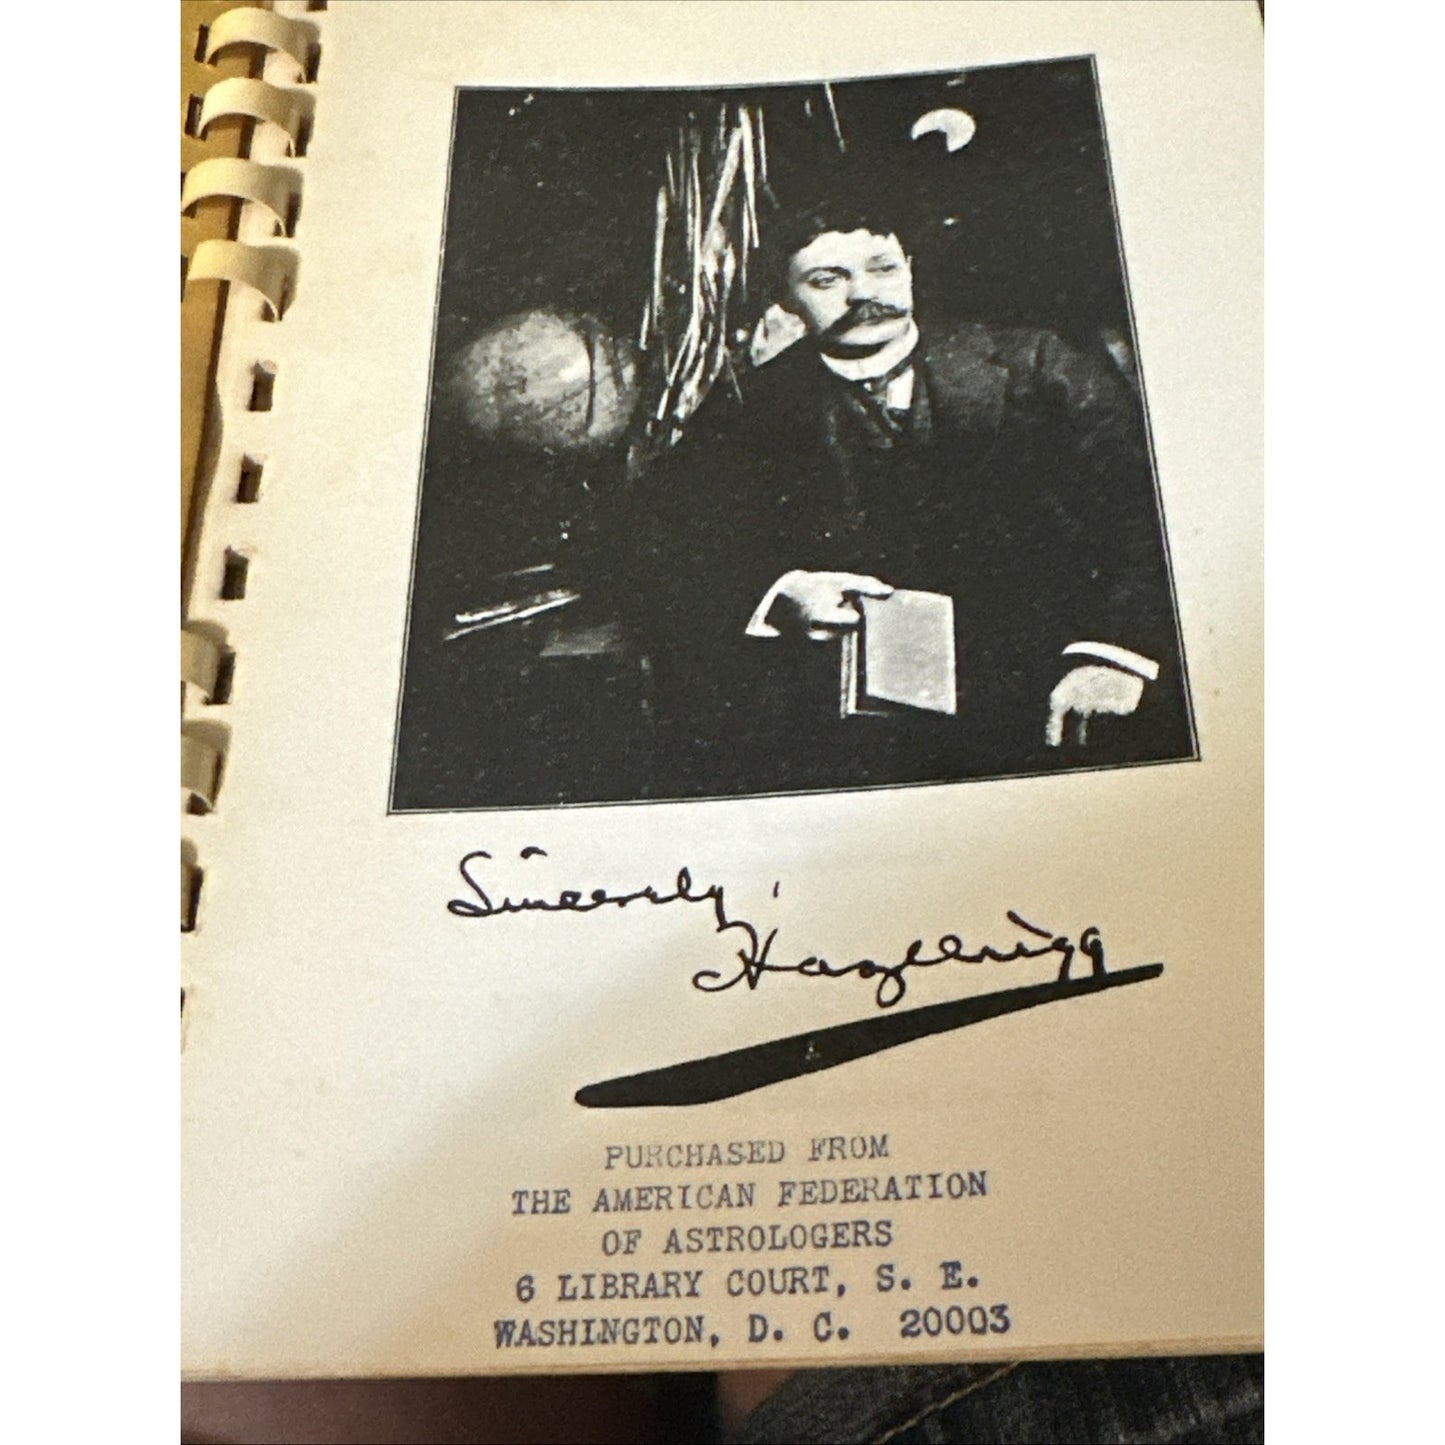 Sincerely,
Hazelrigg
PURCHASED FROM
THE AMERICAN FEDERATION
OF ASTROLOGERS
6 LIBRARY COURT, S. E.
WASHINGTON, D. C. 20003